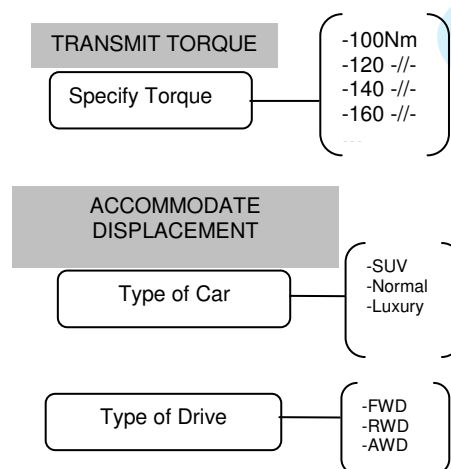 TRANSMIT TORQUE
Specify Torque
-100Nm
-120 -//-
-140 -//-
-160 -//-
---
ACCOMMODATE
DISPLACEMENT
Type of Car
-SUV
-Normal
-Luxury
Type of Drive
-FWD
-RWD
-AWD